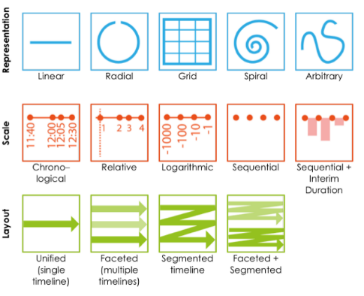 Representation
Linear
Radial
Grid
Spiral
Arbitrary
Scale
11:40
12:00
12:05
12:30
1 2 3 4
-1000
-100
-10
-1
Chrono-
logical
Relative
Logarithmic
Sequential
Sequential +
Interim
Duration
Layout
Unified
(single
timeline)
Faceted
(multiple
timelines)
Segmented
timeline
Faceted +
Segmented